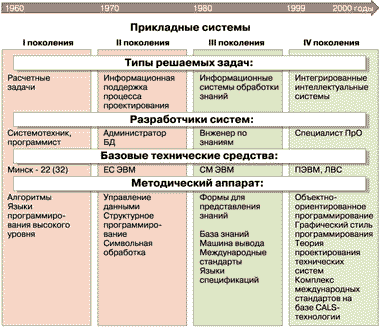 1960 1970 1980 1999 2000 годы
Прикладные системы
I поколения II поколения III поколения IV поколения
Типы решаемых задач:
Расчетные Информационная Информационные Интегрированные
задачи поддержка системы обработки интеллектуальные
процесса знаний системы
проектирования
Разработчики систем:
Системотехник, Администратор Инженер по Специалист ПрО
программист БД знаниям
Базовые технические средства:
Минск - 22 (32) ЕС ЭВМ СМ ЭВМ ПЭВМ, ЛВС
Методический аппарат:
Алгоритмы Управление Формы для Объектно-
Языки данными представления ориентированное
программиро- Структурное знаний программирование
вания высокого программиро- Графический стиль
уровня вание База знаний программирования
Символьная Машина вывода Теория
обработка Международные проектирования
стандарты технических
Языки систем
спецификаций Комплекс
международных
стандартов на
базе CALS-
технологии